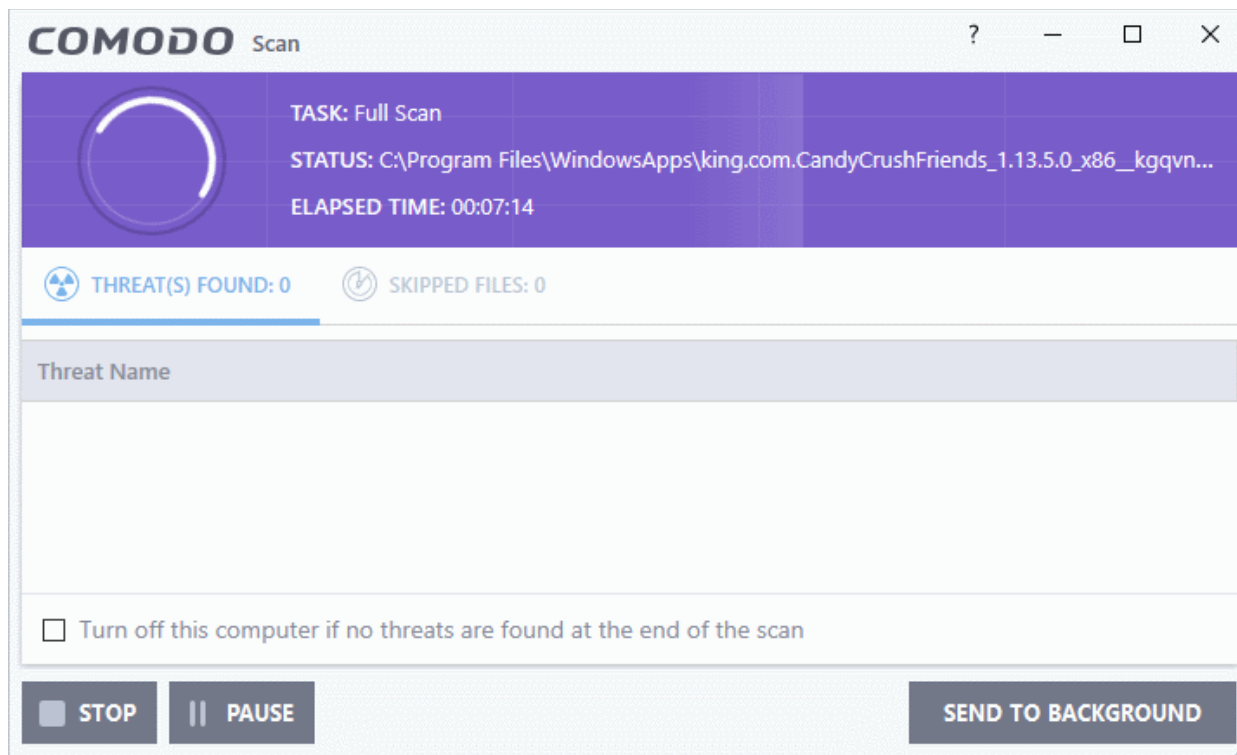 COMODO Scan ?
TASK: Full Scan
STATUS: C:\Program Files\WindowsApps\king.com.CandyCrushFriends_1.13.5.0_x86__kgqvn...
ELAPSED TIME: 00:07:14
THREAT(S) FOUND: 0 SKIPPED FILES: 0
Threat Name
Turn off this computer if no threats are found at the end of the scan
STOP PAUSE SEND TO BACKGROUND